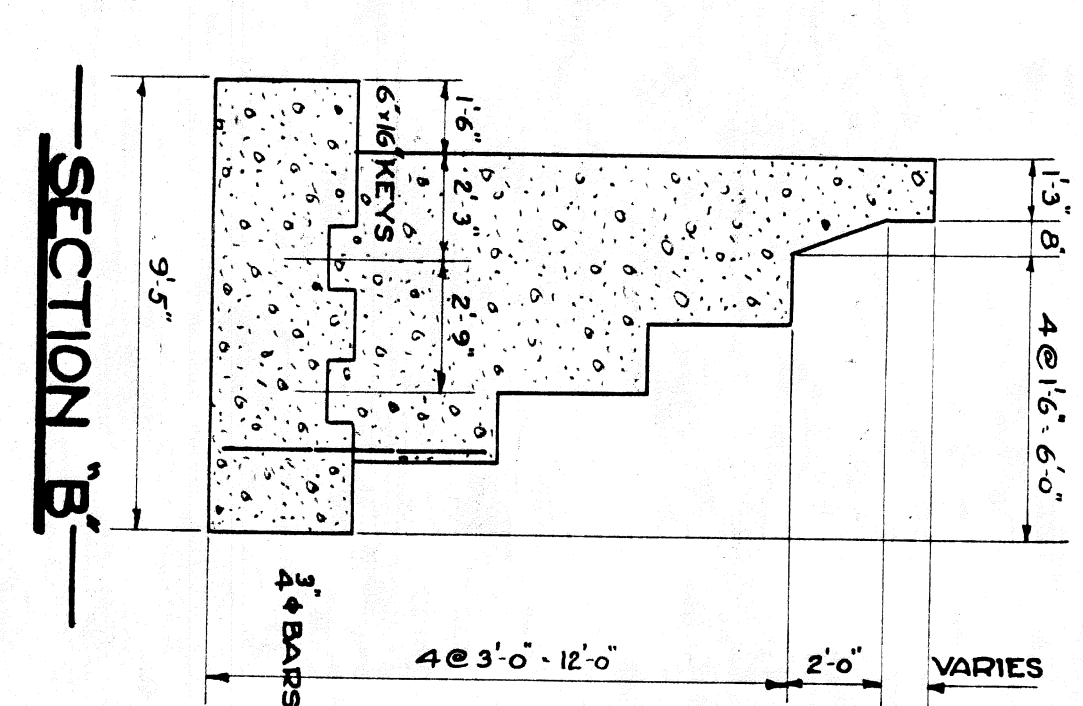 SECTION "B"
9'-5"
1'-6"
6"x16" KEYS
2'-3"
2'-9"
1'-3"
8"
4@1'-6" = 6'-0"
3/4" ϕ BARS
4@3'-0" = 12'-0"
2'-0"
VARIES